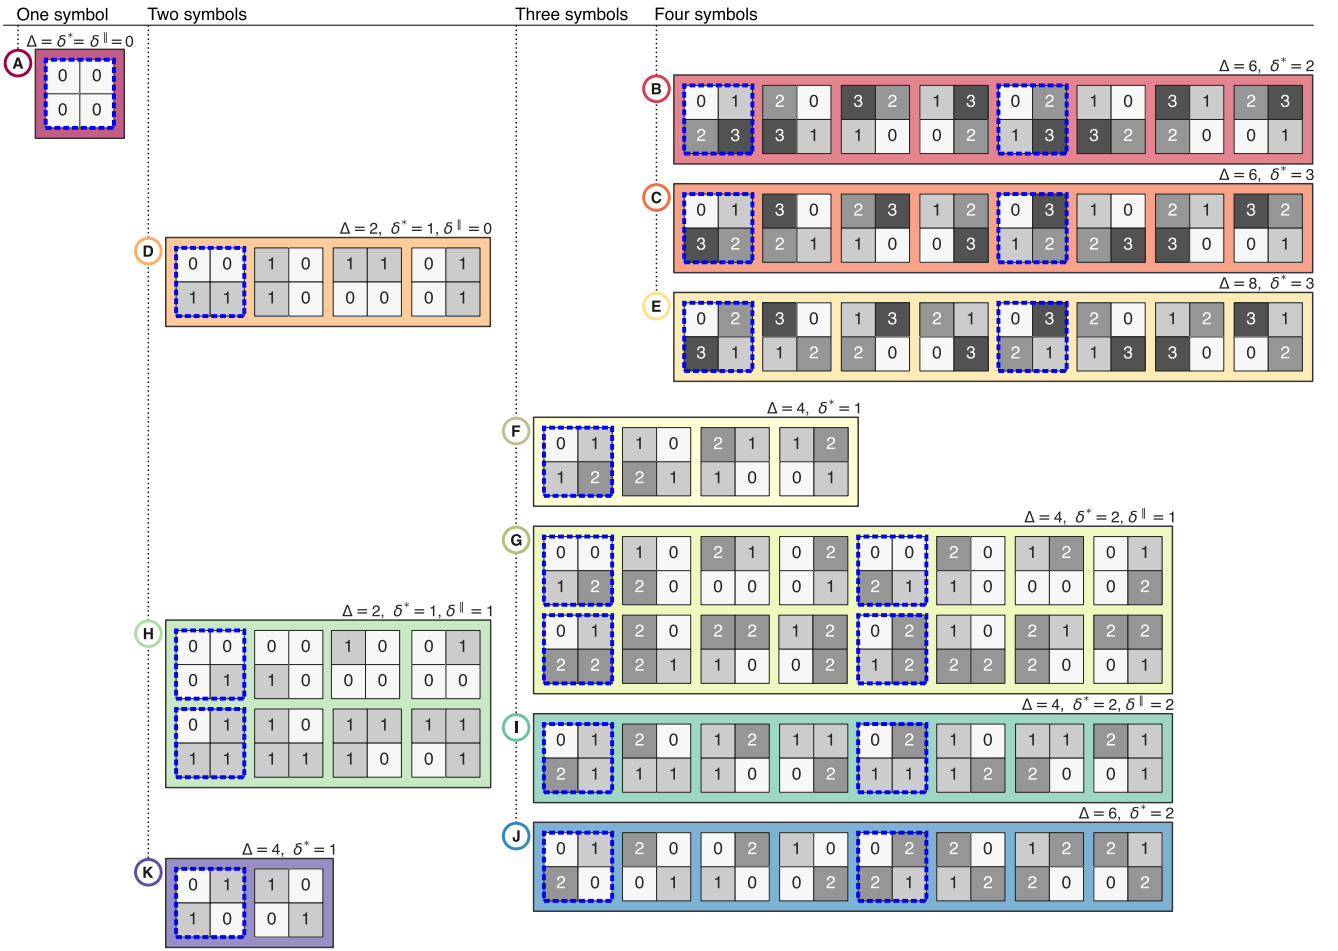 One symbol Two symbols Three symbols Four symbols
Δ = δ* = δ∥ = 0
A
0 0
0 0
Δ = 6, δ* = 2
B
0 1 2 0 3 2 1 3 0 2 1 0 3 1 2 3
2 3 3 1 1 0 0 2 1 3 3 2 2 0 0 1
Δ = 6, δ* = 3
C
0 1 3 0 2 3 1 2 0 3 1 0 2 1 3 2
3 2 2 1 1 0 0 3 1 2 2 3 3 0 0 1
Δ = 2, δ* = 1, δ∥ = 0
D
0 0 1 0 1 1 0 1
1 1 1 0 0 0 0 1
Δ = 8, δ* = 3
E
0 2 3 0 1 3 2 1 0 3 2 0 1 2 3 1
3 1 1 2 2 0 0 3 2 1 1 3 3 0 0 2
Δ = 4, δ* = 1
F
0 1 1 0 2 1 1 2
1 2 2 1 1 0 0 1
Δ = 4, δ* = 2, δ∥ = 1
G
0 0 1 0 2 1 0 2 0 0 2 0 1 2 0 1
1 2 2 0 0 0 0 1 2 1 1 0 0 0 0 2
0 1 2 0 2 2 1 2 0 2 1 0 2 1 2 2
2 2 2 1 1 0 0 2 1 2 2 2 2 0 0 1
Δ = 2, δ* = 1, δ∥ = 1
H
0 0 0 0 1 0 0 1
0 1 1 0 0 0 0 0
0 1 1 0 1 1 1 1
1 1 1 1 1 0 0 1
Δ = 4, δ* = 2, δ∥ = 2
I
0 1 2 0 1 2 1 1 0 2 1 0 1 1 2 1
2 1 1 1 1 0 0 2 1 1 1 2 2 0 0 1
Δ = 6, δ* = 2
J
0 1 2 0 0 2 1 0 0 2 2 0 1 2 2 1
2 0 0 1 1 0 0 2 2 1 1 2 2 0 0 2
Δ = 4, δ* = 1
K
0 1 1 0
1 0 0 1